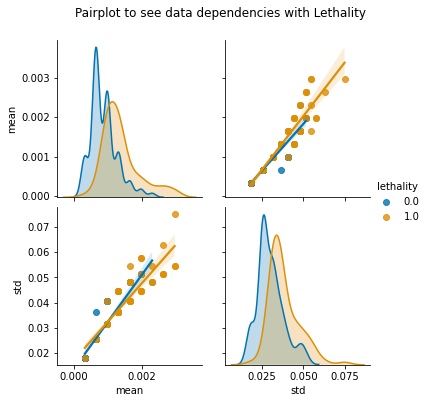 Pairplot to see data dependencies with Lethality
0.003
0.002
0.001
0.000
mean
lethality
0.0
1.0
0.07
0.06
0.05
0.04
0.03
0.02
std
0.000 0.002
mean
0.025 0.050 0.075
std